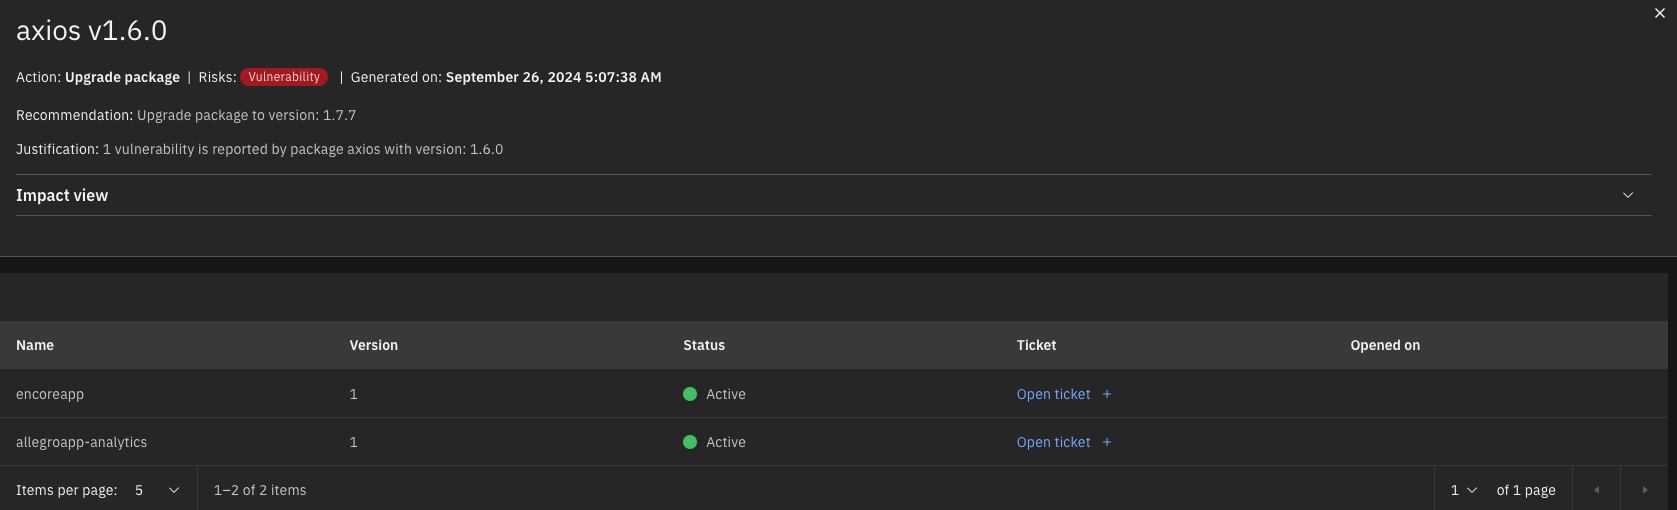 axios v1.6.0
Action: Upgrade package | Risks: Vulnerability | Generated on: September 26, 2024 5:07:38 AM
Recommendation: Upgrade package to version: 1.7.7
Justification: 1 vulnerability is reported by package axios with version: 1.6.0
Impact view
Name Version Status Ticket Opened on
encoreapp 1 Active Open ticket +
allegroapp-analytics 1 Active Open ticket +
Items per page: 5 1–2 of 2 items 1 of 1 page